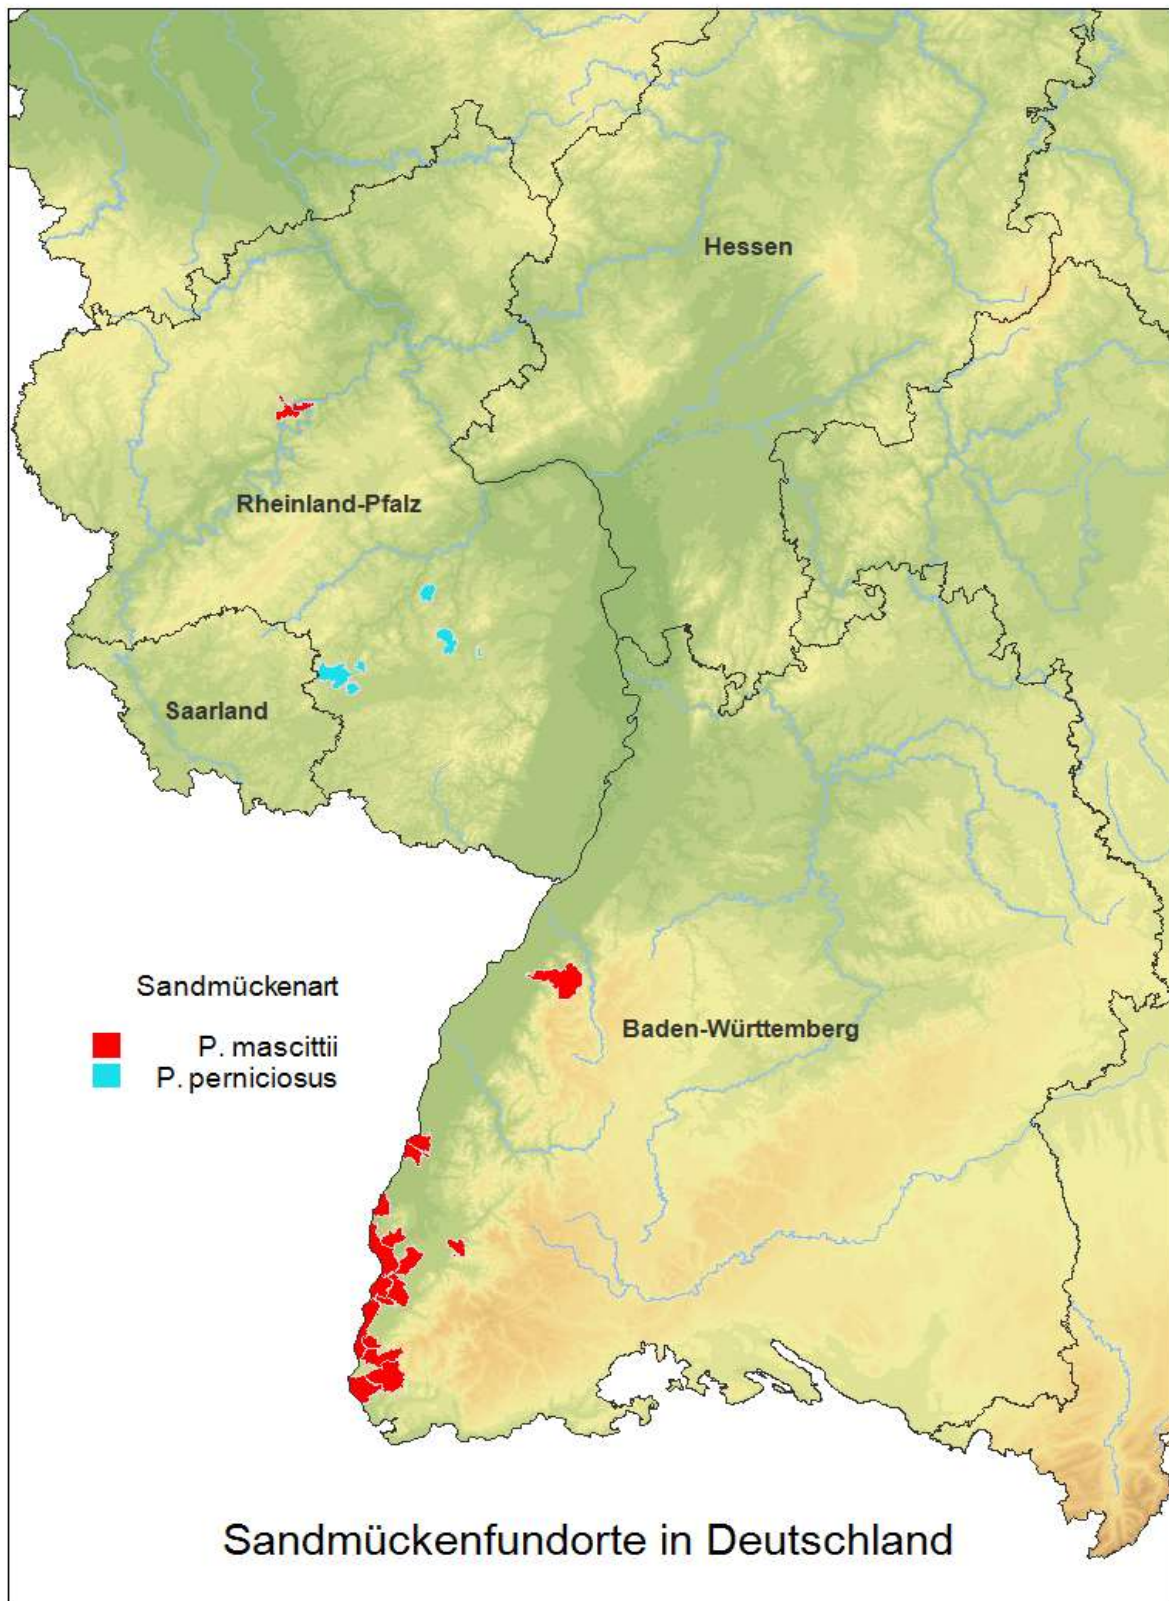 Hessen
Rheinland-Pfalz
Saarland
Sandmückenart
Baden-Württemberg
P. mascittii
P. perniciosus
Sandmückenfundorte in Deutschland